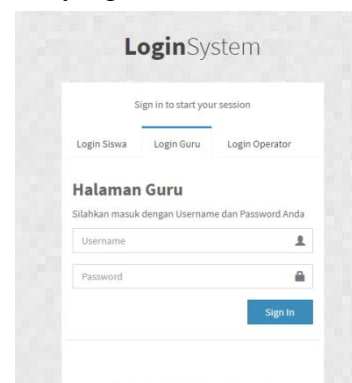 LoginSystem
Sign in to start your session
Login Siswa Login Guru Login Operator
Halaman Guru
Silahkan masuk dengan Username dan Password Anda
Username
Password
Sign In